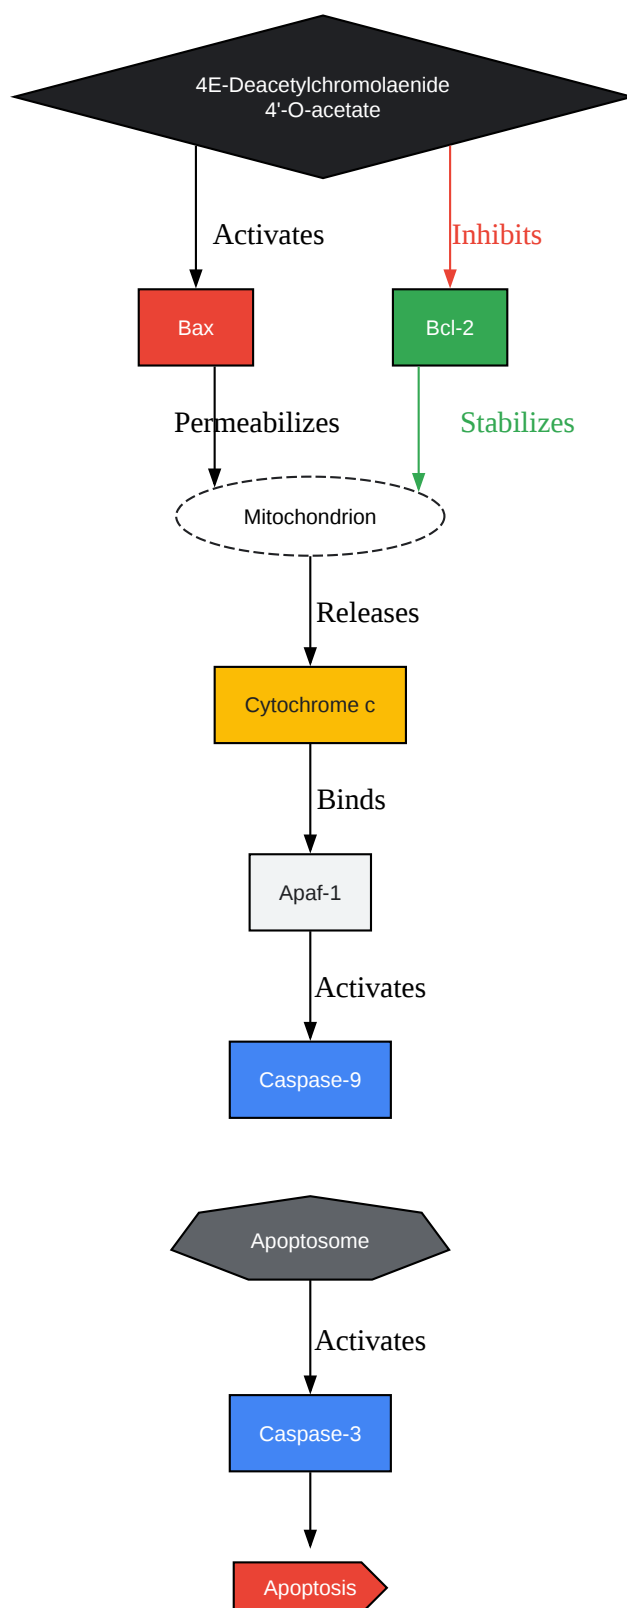 4E-Deacetylchromolaenide
4'-O-acetate
Activates
Inhibits
Bax
Bcl-2
Permeabilizes
Stabilizes
Mitochondrion
Releases
Cytochrome c
Binds
Apaf-1
Activates
Caspase-9
Apoptosome
Activates
Caspase-3
Apoptosis